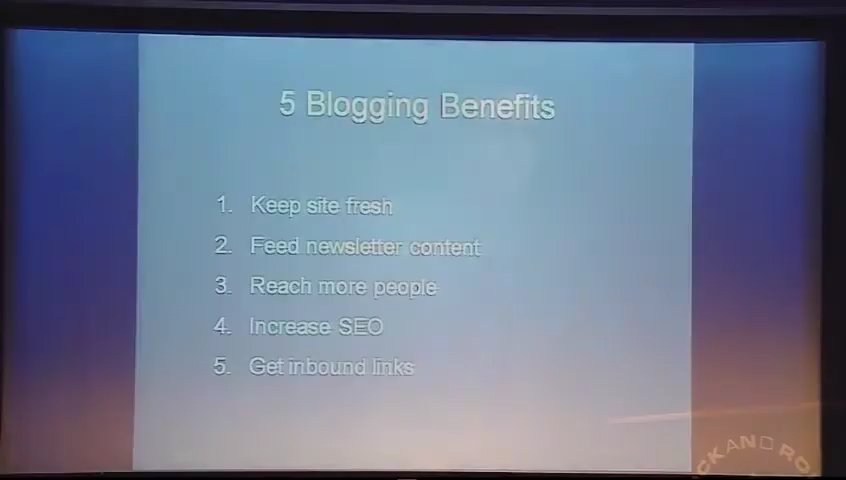 5 Blogging Benefits
1. Keep site fresh
2. Feed newsletter content
3. Reach more people
4. Increase SEO
5. Get inbound links